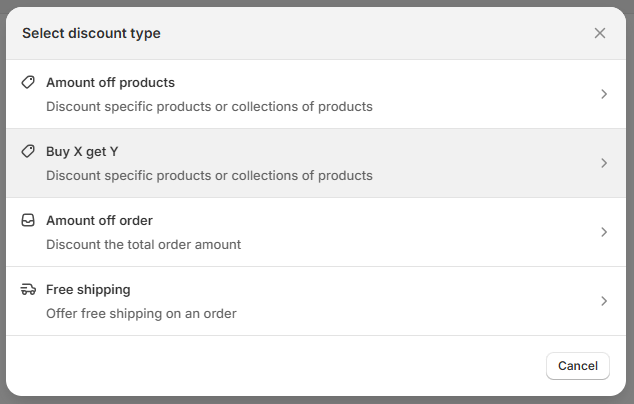 Select discount type
Amount off products
Discount specific products or collections of products
Buy X get Y
Discount specific products or collections of products
Amount off order
Discount the total order amount
Free shipping
Offer free shipping on an order
Cancel